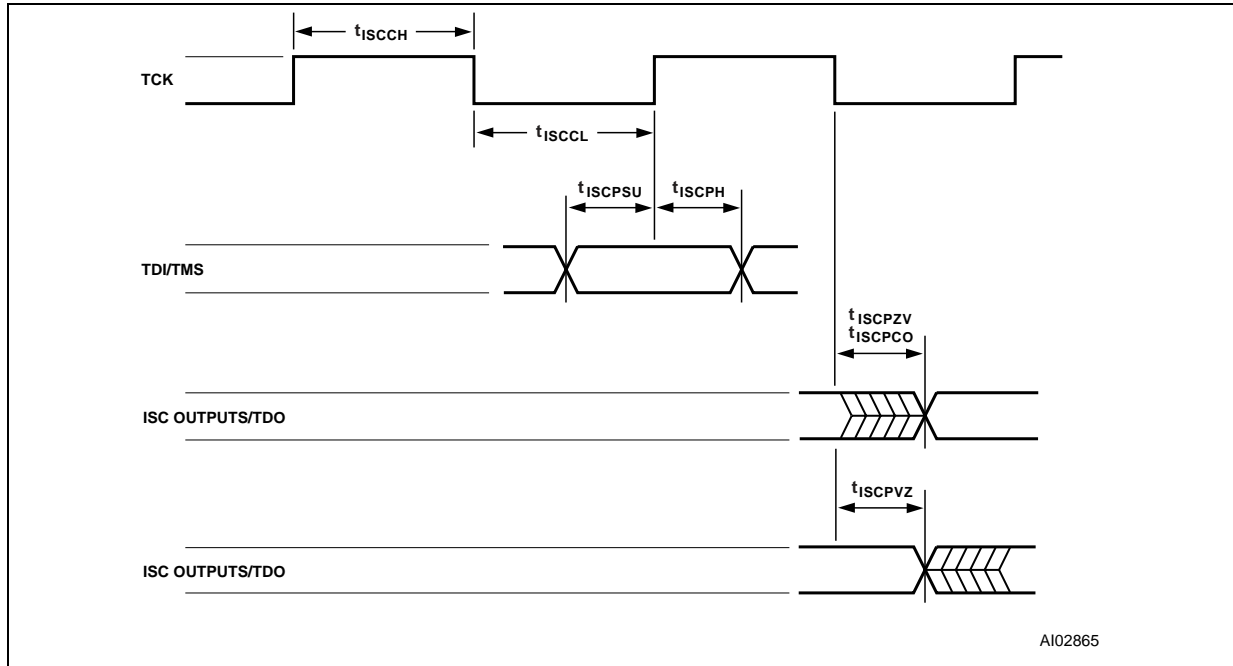 tISCCH
TCK
tISCCL
tISCPSU
tISCPH
TDI/TMS
tISCPZV
tISCPCO
ISC OUTPUTS/TDO
tISCPVZ
ISC OUTPUTS/TDO
AI02865